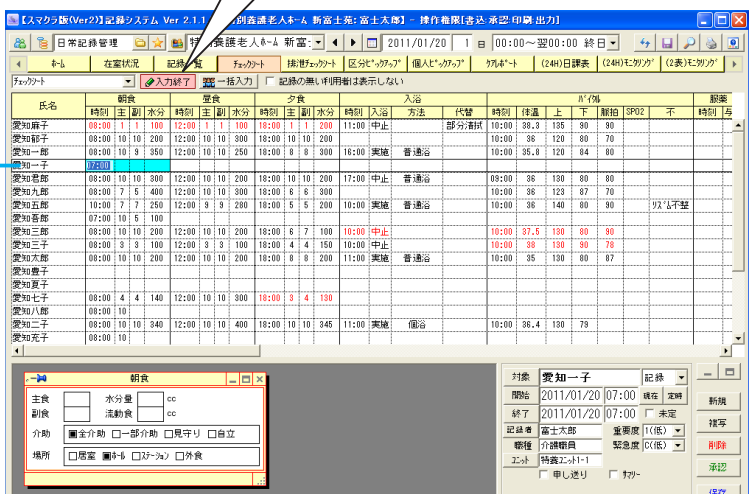 【スマクラ版(Ver2)】記録システム Ver 2.1.1 別養護老人ホーム 新富士苑:富士太郎】 - 操作権限【書込:承認:印刷:出力】
日常記録管理 特 養護老人ホーム 新富: 2011/01/20 1 日 00:00～翌00:00 終日
ホーム 在室状況 記録 覧 チェックシート 排泄チェックシート 区分ピックアップ 個人ピックアップ ケアレポート (24H)日課表 (24H)モニタリング (2表)モニタリング
チェックシート 入力終了 一括入力 記録の無い利用者は表示しない
氏名 朝食 昼食 夕食 入浴 バイタル 服薬
時刻 主 副 水分 時刻 主 副 水分 時刻 主 副 水分 時刻 入浴 方法 代替 時刻 体温 上 下 脈拍 SPO2 不 時刻 与
愛知麻子 08:00 1 1 100 12:00 1 1 100 18:00 1 1 200 11:00 中止 部分清拭 10:00 38.3 135 90 90
愛知郁子 08:00 10 10 200 12:00 10 10 300 18:00 10 10 200 10:00 36 120 80 70
愛知一郎 08:00 10 9 350 12:00 10 10 250 18:00 8 8 300 16:00 実施 普通浴 10:00 35.8 120 84 80
愛知一子 07:00
愛知君郎 08:00 10 10 300 12:00 10 10 200 18:00 10 10 200 17:00 中止 普通浴 09:00 36 130 80 80
愛知九郎 08:00 7 5 400 12:00 10 10 300 18:00 6 6 300 10:00 36 123 87 70
愛知五郎 10:00 7 7 250 12:00 9 9 280 18:00 5 5 200 10:00 実施 普通浴 10:00 36 140 80 90 リズム不整
愛知吾郎 07:00 10 5 100
愛知三郎 08:00 10 10 200 12:00 10 10 200 18:00 6 7 100 10:00 中止 10:00 37.5 130 80 90
愛知三子 08:00 3 3 100 12:00 3 3 100 18:00 4 4 150 10:00 中止 10:00 38 130 90 78
愛知太郎 08:00 10 10 200 12:00 10 10 200 18:00 8 8 200 11:00 実施 普通浴 10:00 35 130 80 87
愛知豊子
愛知夏子
愛知七子 08:00 4 4 140 12:00 10 10 300 18:00 3 4 130
愛知八郎 08:00 10
愛知二子 08:00 10 10 340 12:00 10 10 400 18:00 10 10 345 11:00 実施 個浴 10:00 36.4 130 79
愛知充子 08:00 10
朝食
主食 水分量 cc
副食 流動食 cc
介助 ■全介助 □一部介助 □見守り □自立
場所 □居室 ■ホール □ステーション □外食
対象 愛知一子 記録
開始 2011/01/20 07:00 現在 定時
終了 2011/01/20 07:00 未定
記録者 富士太郎 重要度 1(低)
職種 介護職員 緊急度 C(低)
ユニット 特養ユニット1-1
申し送り サマリー
新規
複写
削除
承認
保存